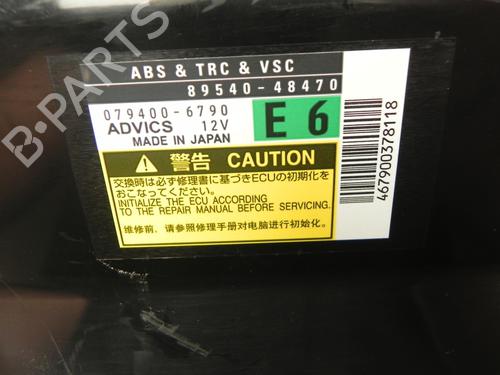 ABS & TRC & VSC
89540-48470
079400-6790
ADVICS 12V
MADE IN JAPAN
E 6
警告 CAUTION
交換時は必ず修理書に基づきECUの初期化を
おこなってください。
INITIALIZE THE ECU ACCORDING
TO THE REPAIR MANUAL BEFORE SERVICING.
维修前，请参照修理手册对电脑进行初始化。
467900378118
B-PARTS